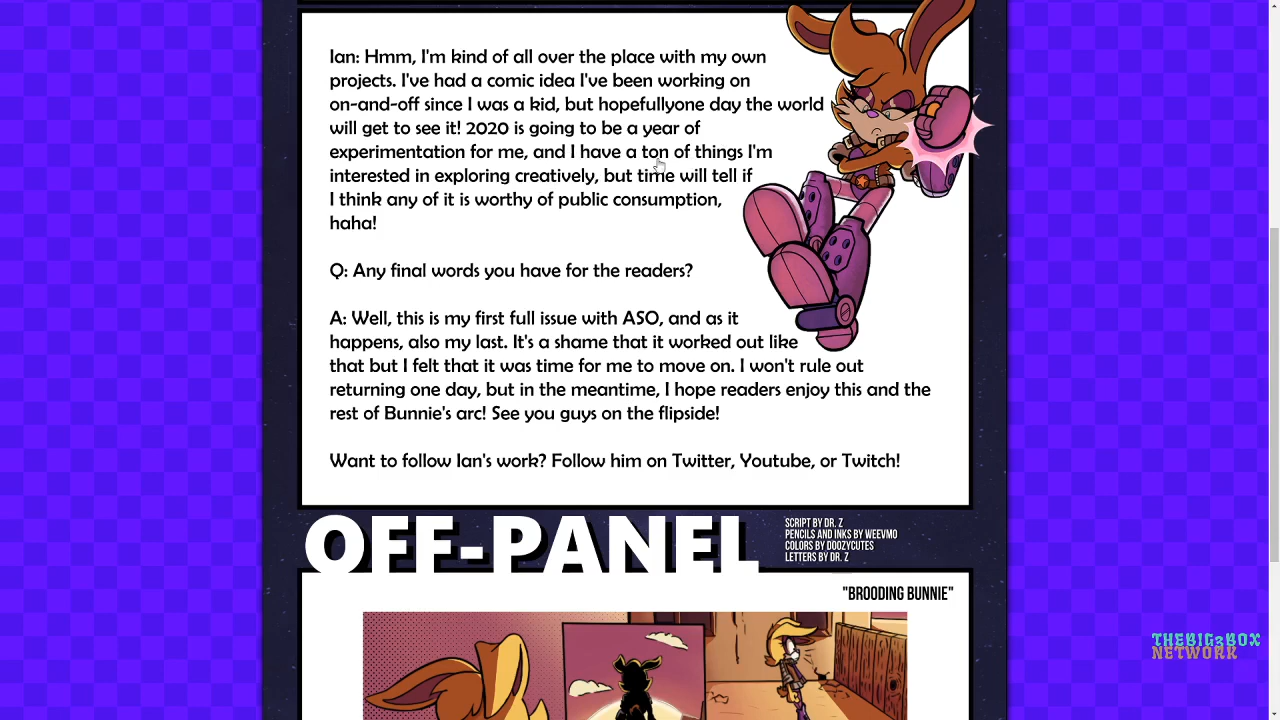 Ian: Hmm, I'm kind of all over the place with my own
projects. I've had a comic idea I've been working on
on-and-off since I was a kid, but hopefullyone day the world
will get to see it! 2020 is going to be a year of
experimentation for me, and I have a ton of things I'm
interested in exploring creatively, but time will tell if
I think any of it is worthy of public consumption,
haha!
Q: Any final words you have for the readers?
A: Well, this is my first full issue with ASO, and as it
happens, also my last. It's a shame that it worked out like
that but I felt that it was time for me to move on. I won't rule out
returning one day, but in the meantime, I hope readers enjoy this and the
rest of Bunnie's arc! See you guys on the flipside!
Want to follow Ian's work? Follow him on Twitter, Youtube, or Twitch!
OFF-PANEL
SCRIPT BY DR. Z
PENCILS AND INKS BY WEEVMO
COLORS BY DOOZYCUTES
LETTERS BY DR. Z
"BROODING BUNNIE"
THEBIG3BOX
NETWORK